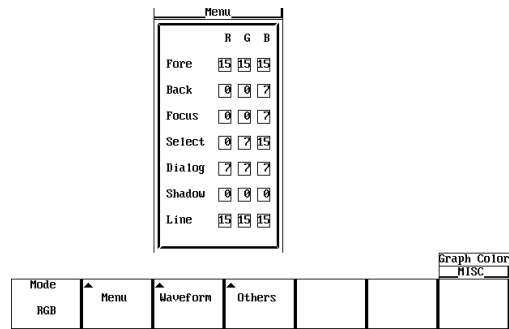 Menu
R G B
Fore 15 15 15
Back 0 0 7
Focus 0 0 7
Select 0 7 15
Dialog 7 7 7
Shadow 0 0 0
Line 15 15 15
Graph Color
MISC
Mode
RGB
Menu
Waveform
Others